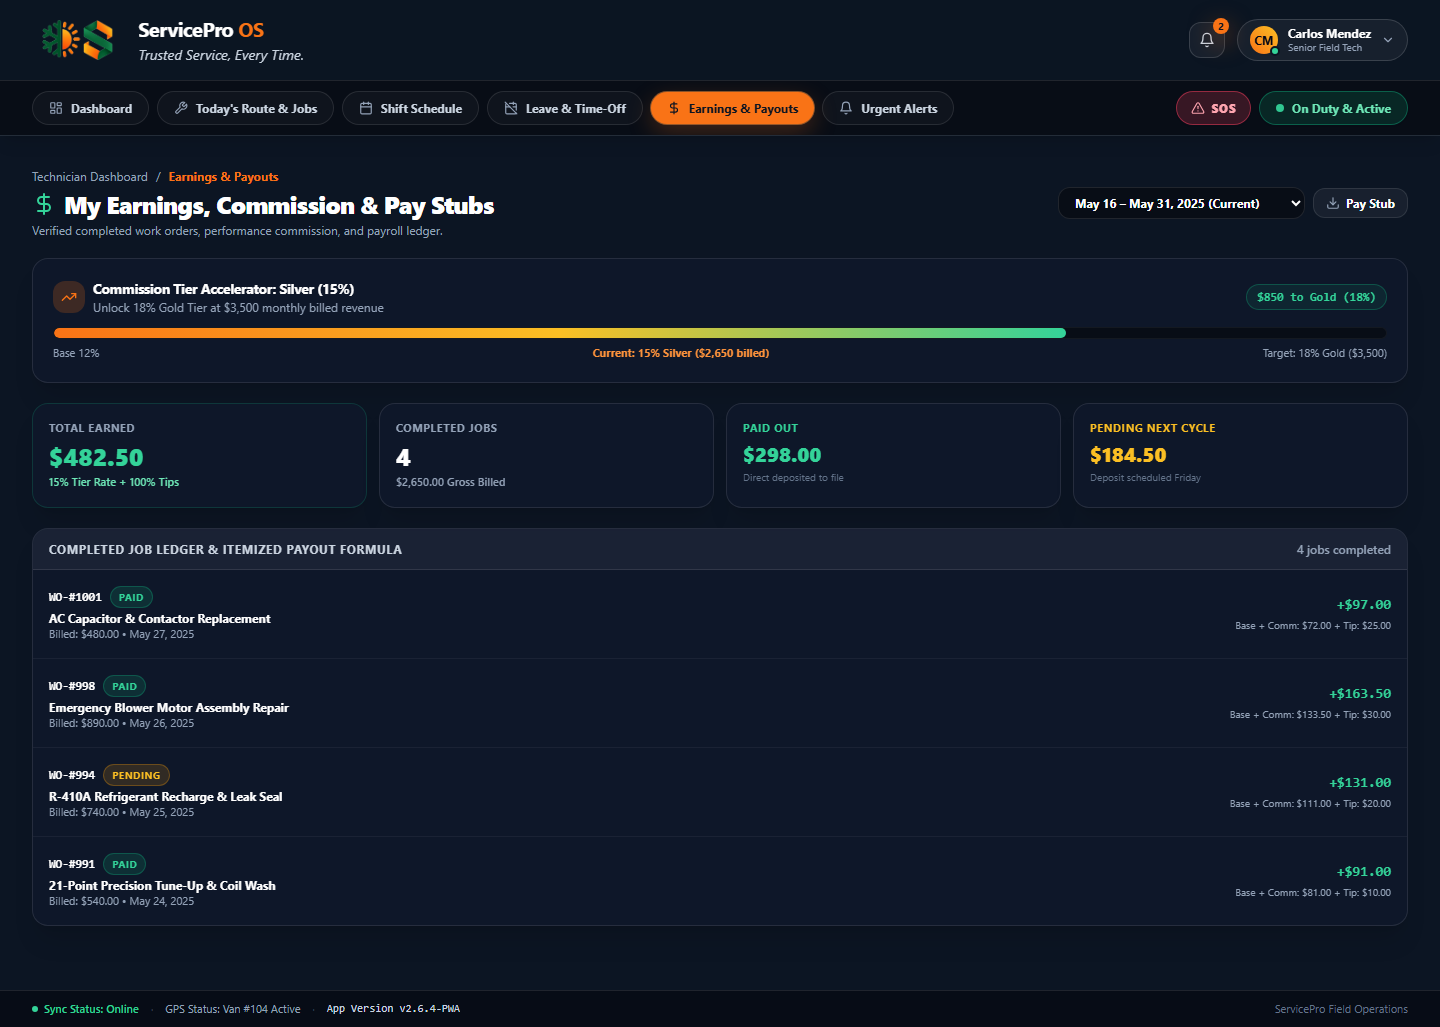 ServicePro OS
Trusted Service, Every Time.
2
CM
Carlos Mendez
Senior Field Tech
Dashboard
Today's Route & Jobs
Shift Schedule
Leave & Time-Off
Earnings & Payouts
Urgent Alerts
SOS
On Duty & Active
Technician Dashboard / Earnings & Payouts
My Earnings, Commission & Pay Stubs
Verified completed work orders, performance commission, and payroll ledger.
May 16 – May 31, 2025 (Current)
Pay Stub
Commission Tier Accelerator: Silver (15%)
Unlock 18% Gold Tier at $3,500 monthly billed revenue
$850 to Gold (18%)
Base 12%
Current: 15% Silver ($2,650 billed)
Target: 18% Gold ($3,500)
TOTAL EARNED
$482.50
15% Tier Rate + 100% Tips
COMPLETED JOBS
4
$2,650.00 Gross Billed
PAID OUT
$298.00
Direct deposited to file
PENDING NEXT CYCLE
$184.50
Deposit scheduled Friday
COMPLETED JOB LEDGER & ITEMIZED PAYOUT FORMULA
4 jobs completed
WO-#1001 PAID
AC Capacitor & Contactor Replacement
Billed: $480.00 • May 27, 2025
+$97.00
Base + Comm: $72.00 + Tip: $25.00
WO-#998 PAID
Emergency Blower Motor Assembly Repair
Billed: $890.00 • May 26, 2025
+$163.50
Base + Comm: $133.50 + Tip: $30.00
WO-#994 PENDING
R-410A Refrigerant Recharge & Leak Seal
Billed: $740.00 • May 25, 2025
+$131.00
Base + Comm: $111.00 + Tip: $20.00
WO-#991 PAID
21-Point Precision Tune-Up & Coil Wash
Billed: $540.00 • May 24, 2025
+$91.00
Base + Comm: $81.00 + Tip: $10.00
Sync Status: Online · GPS Status: Van #104 Active · App Version v2.6.4-PWA
ServicePro Field Operations